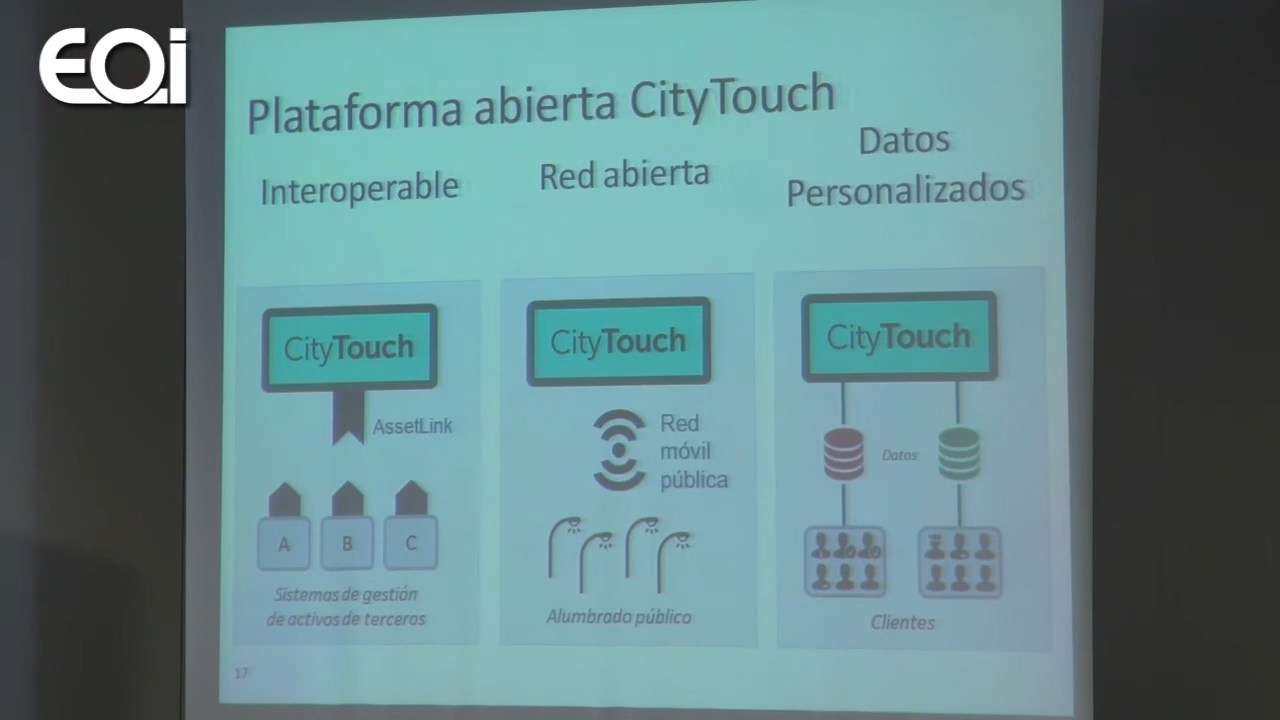 EOi
Plataforma abierta CityTouch
Interoperable
Red abierta
Datos
Personalizados
CityTouch
AssetLink
A
B
C
Sistemas de gestión
de activos de terceros
CityTouch
Red
móvil
pública
Alumbrado público
CityTouch
Datos
Clientes
17